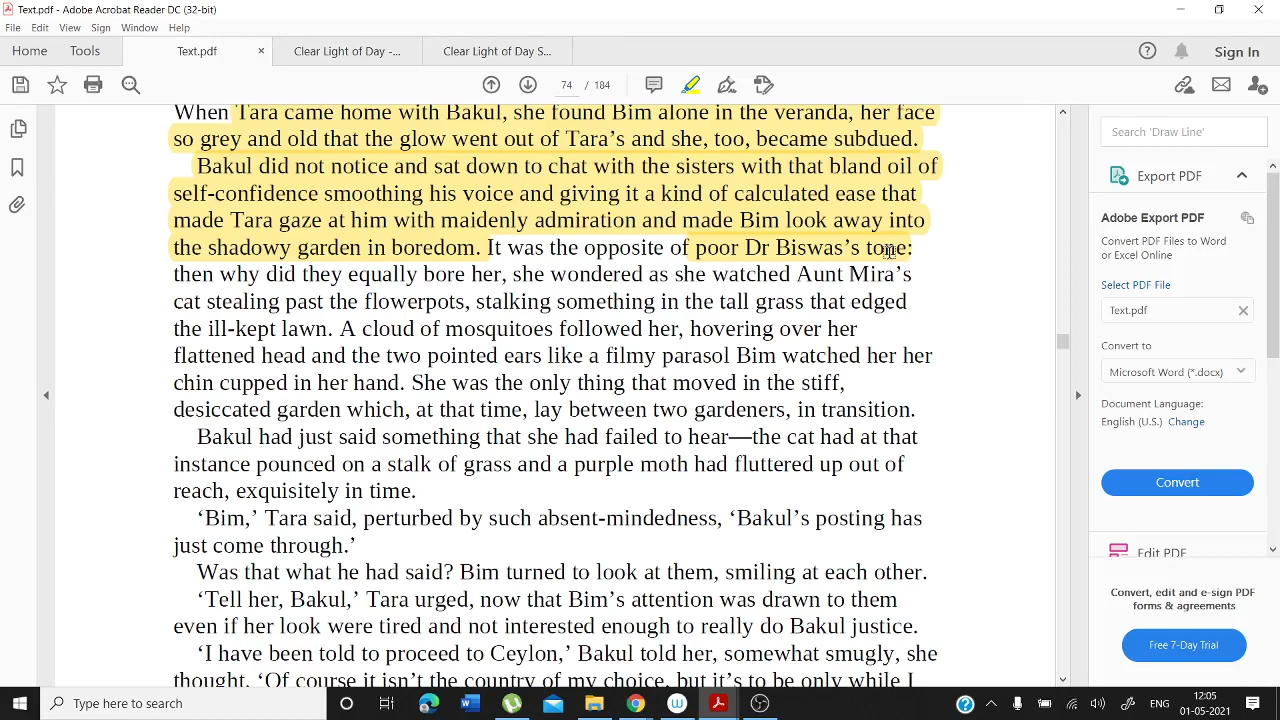 Text.pdf - Adobe Acrobat Reader DC (32-bit)
File Edit View Sign Window Help
Home Tools Text.pdf × Clear Light of Day -... Clear Light of Day S... Sign In
74 / 184
When Tara came home with Bakul, she found Bim alone in the veranda, her face
so grey and old that the glow went out of Tara’s and she, too, became subdued.
Bakul did not notice and sat down to chat with the sisters with that bland oil of
self-confidence smoothing his voice and giving it a kind of calculated ease that
made Tara gaze at him with maidenly admiration and made Bim look away into
the shadowy garden in boredom. It was the opposite of poor Dr Biswas’s tone:
then why did they equally bore her, she wondered as she watched Aunt Mira’s
cat stealing past the flowerpots, stalking something in the tall grass that edged
the ill-kept lawn. A cloud of mosquitoes followed her, hovering over her
flattened head and the two pointed ears like a filmy parasol Bim watched her her
chin cupped in her hand. She was the only thing that moved in the stiff,
desiccated garden which, at that time, lay between two gardeners, in transition.
Bakul had just said something that she had failed to hear—the cat had at that
instance pounced on a stalk of grass and a purple moth had fluttered up out of
reach, exquisitely in time.
‘Bim,’ Tara said, perturbed by such absent-mindedness, ‘Bakul’s posting has
just come through.’
Was that what he had said? Bim turned to look at them, smiling at each other.
‘Tell her, Bakul,’ Tara urged, now that Bim’s attention was drawn to them
even if her look were tired and not interested enough to really do Bakul justice.
‘I have been told to proceed to Ceylon,’ Bakul told her, somewhat smugly, she
thought. ‘Of course it isn’t the country of my choice, but it’s to be only while I
Search 'Draw Line'
Export PDF
Adobe Export PDF
Convert PDF Files to Word
or Excel Online
Select PDF File
Text.pdf
Convert to
Microsoft Word (*.docx)
Document Language:
English (U.S.) Change
Convert
Edit PDF
Convert, edit and e-sign PDF
forms & agreements
Free 7-Day Trial
Type here to search
ENG
12:05
01-05-2021